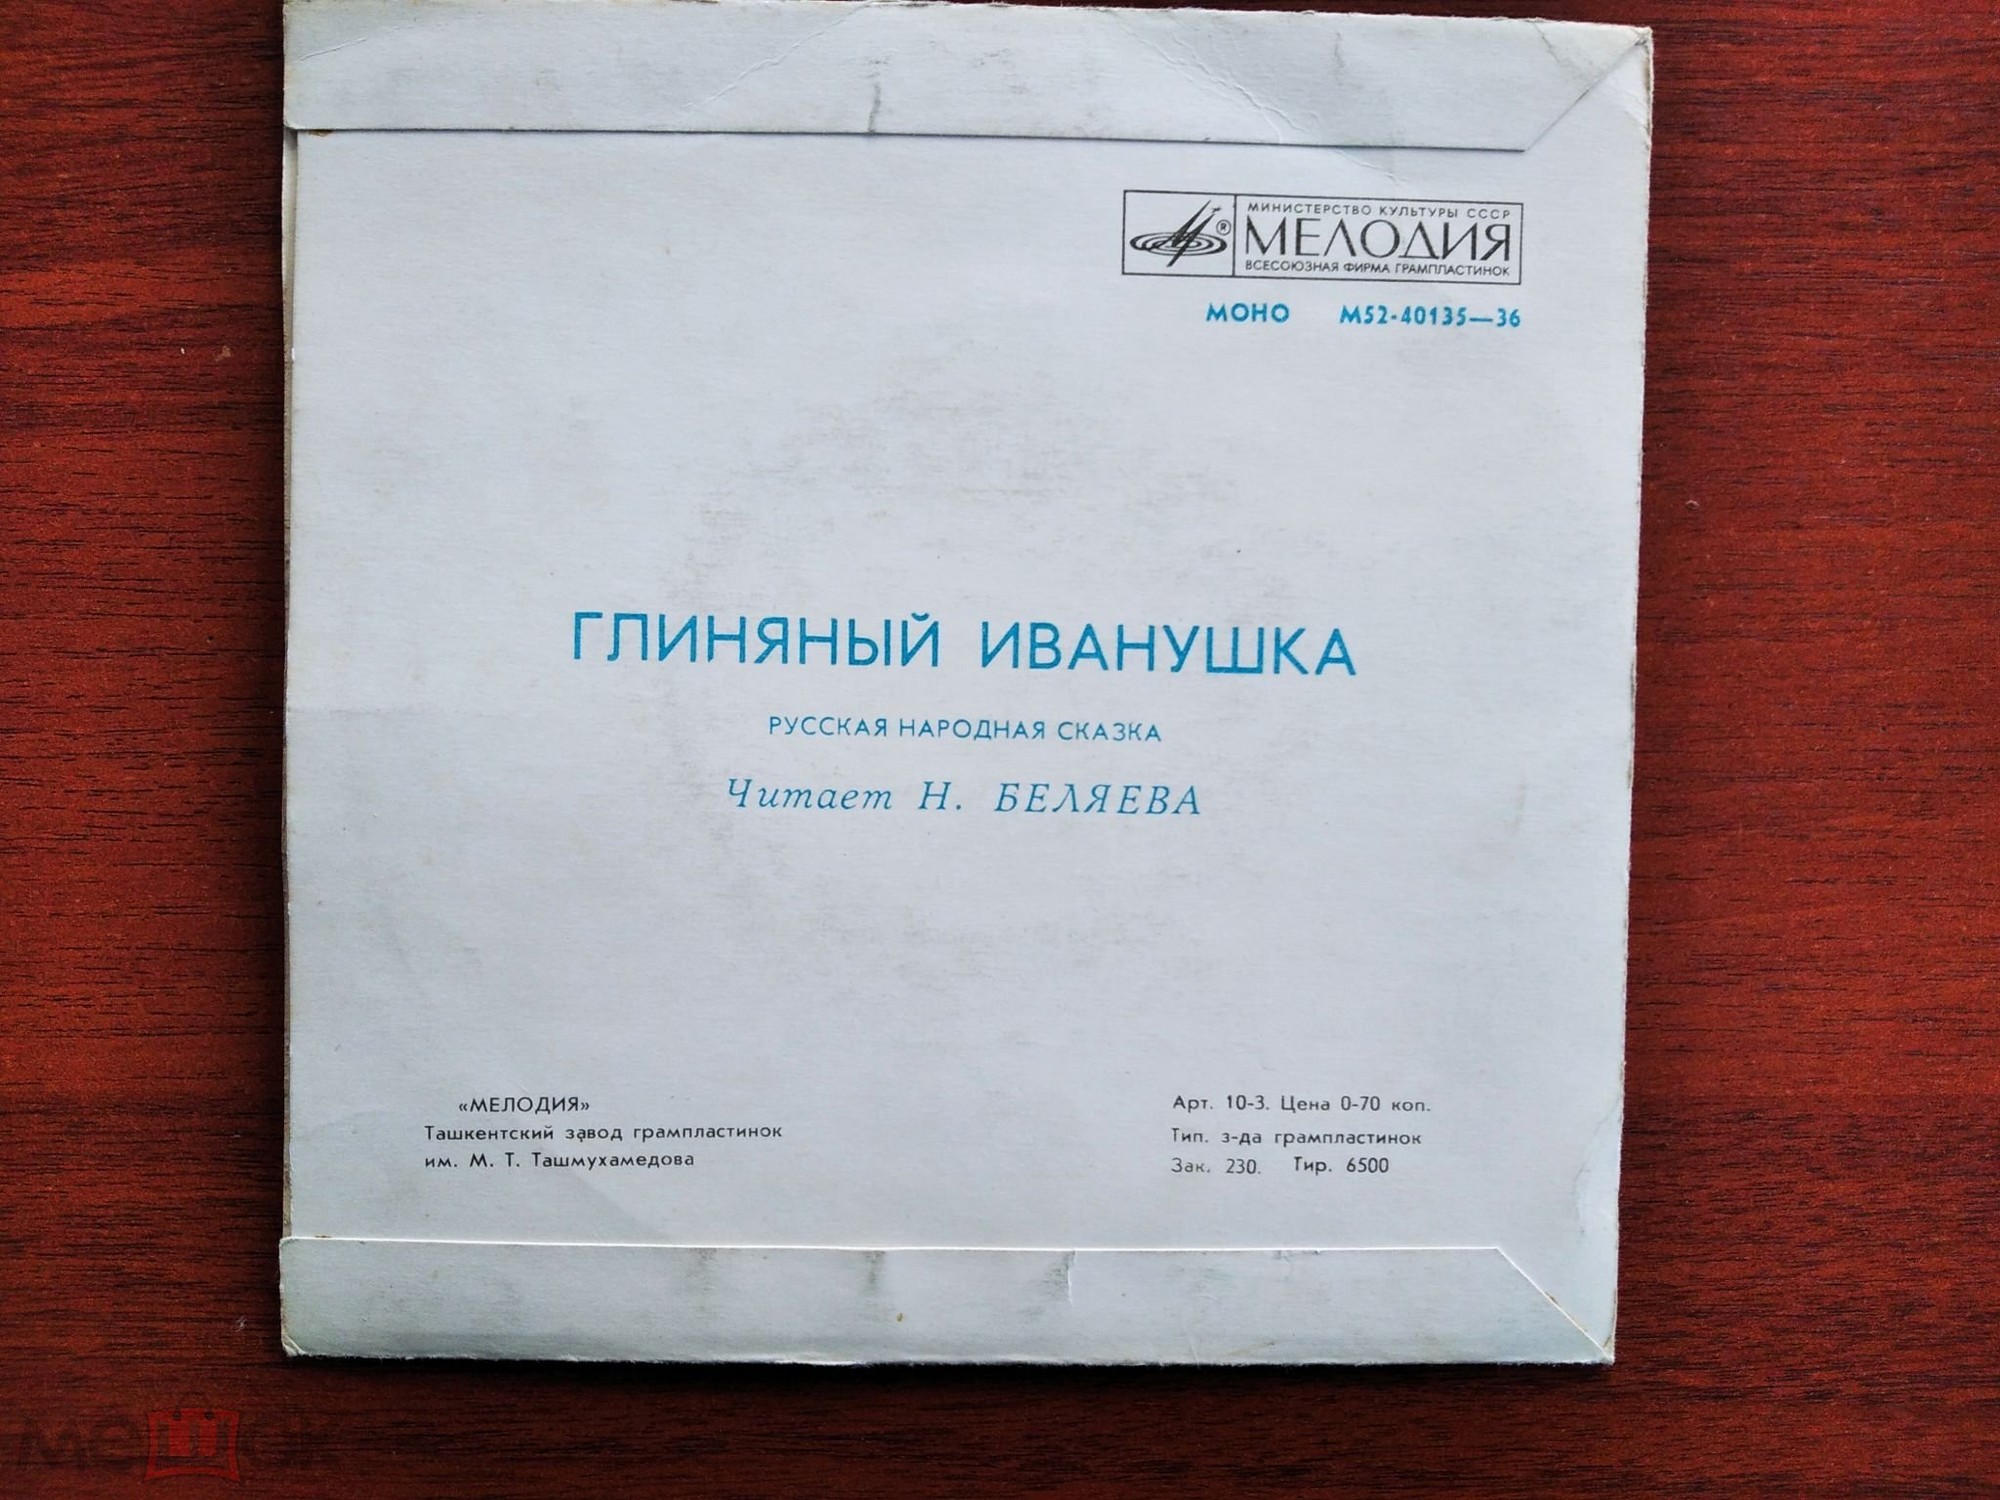 МИНИСТЕРСТВО КУЛЬТУРЫ СССР
МЕЛОДИЯ
ВСЕСОЮЗНАЯ ФИРМА ГРАМПЛАСТИНОК
МОНО М52-40135—36
ГЛИНЯНЫЙ ИВАНУШКА
РУССКАЯ НАРОДНАЯ СКАЗКА
Читает Н. БЕЛЯЕВА
«МЕЛОДИЯ»
Ташкентский завод грампластинок
им. М. Т. Ташмухамедова
Арт. 10-3. Цена 0-70 коп.
Тип. з-да грампластинок
Зак. 230. Тир. 6500
мешок